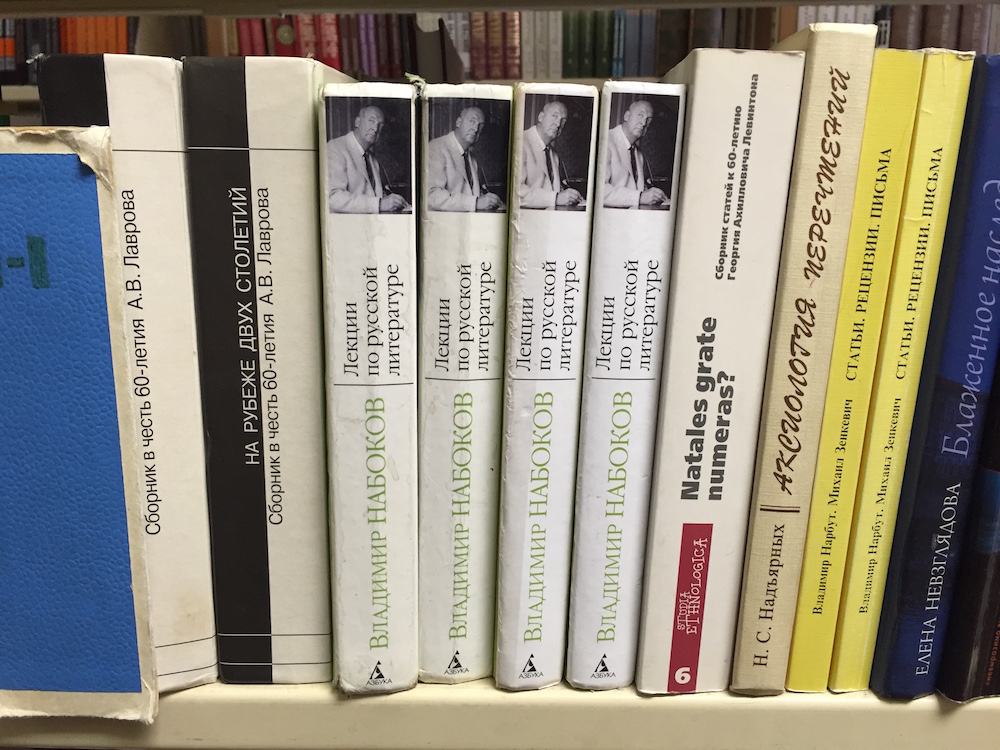 Сборник в честь 60-летия А.В. Лаврова
НА РУБЕЖЕ ДВУХ СТОЛЕТИЙ
Сборник в честь 60-летия А.В. Лаврова
Владимир НАБОКОВ
Лекции
по русской
литературе
АЗБУКА
Владимир НАБОКОВ
Лекции
по русской
литературе
АЗБУКА
Владимир НАБОКОВ
Лекции
по русской
литературе
АЗБУКА
Владимир НАБОКОВ
Лекции
по русской
литературе
АЗБУКА
6
STUDIA
ETHNOLOGICA
Natales grate
numeras?
Сборник статей к 60-летию
Георгия Ахилловича Левинтона
Н. С. Надъярных
АКСИОЛОГИЯ ПЕРЕЧТЕНИЙ
Владимир Нарбут. Михаил Зенкевич СТАТЬИ. РЕЦЕНЗИИ. ПИСЬМА
Владимир Нарбут. Михаил Зенкевич СТАТЬИ. РЕЦЕНЗИИ. ПИСЬМА
ЕЛЕНА НЕВЗГЛЯДОВА Блаженное